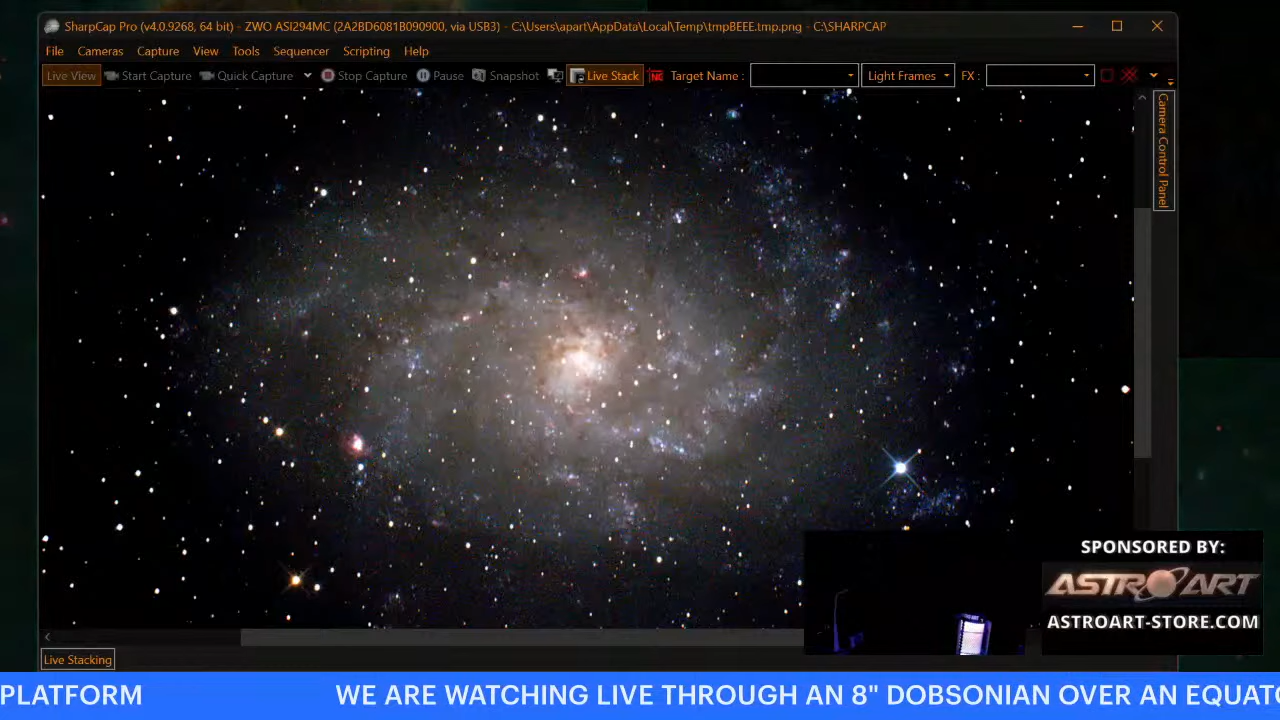 SharpCap Pro (v4.0.9268, 64 bit) - ZWO ASI294MC (2A2BD6081B090900, via USB3) - C:\Users\apart\AppData\Local\Temp\tmpBEEE.tmp.png - C:\SHARPCAP
File Cameras Capture View Tools Sequencer Scripting Help
Live View Start Capture Quick Capture Stop Capture Pause Snapshot Live Stack NC Target Name : Light Frames FX :
Camera Control Panel
SPONSORED BY:
ASTROART
ASTROART-STORE.COM
Live Stacking
PLATFORM WE ARE WATCHING LIVE THROUGH AN 8" DOBSONIAN OVER AN EQUATO